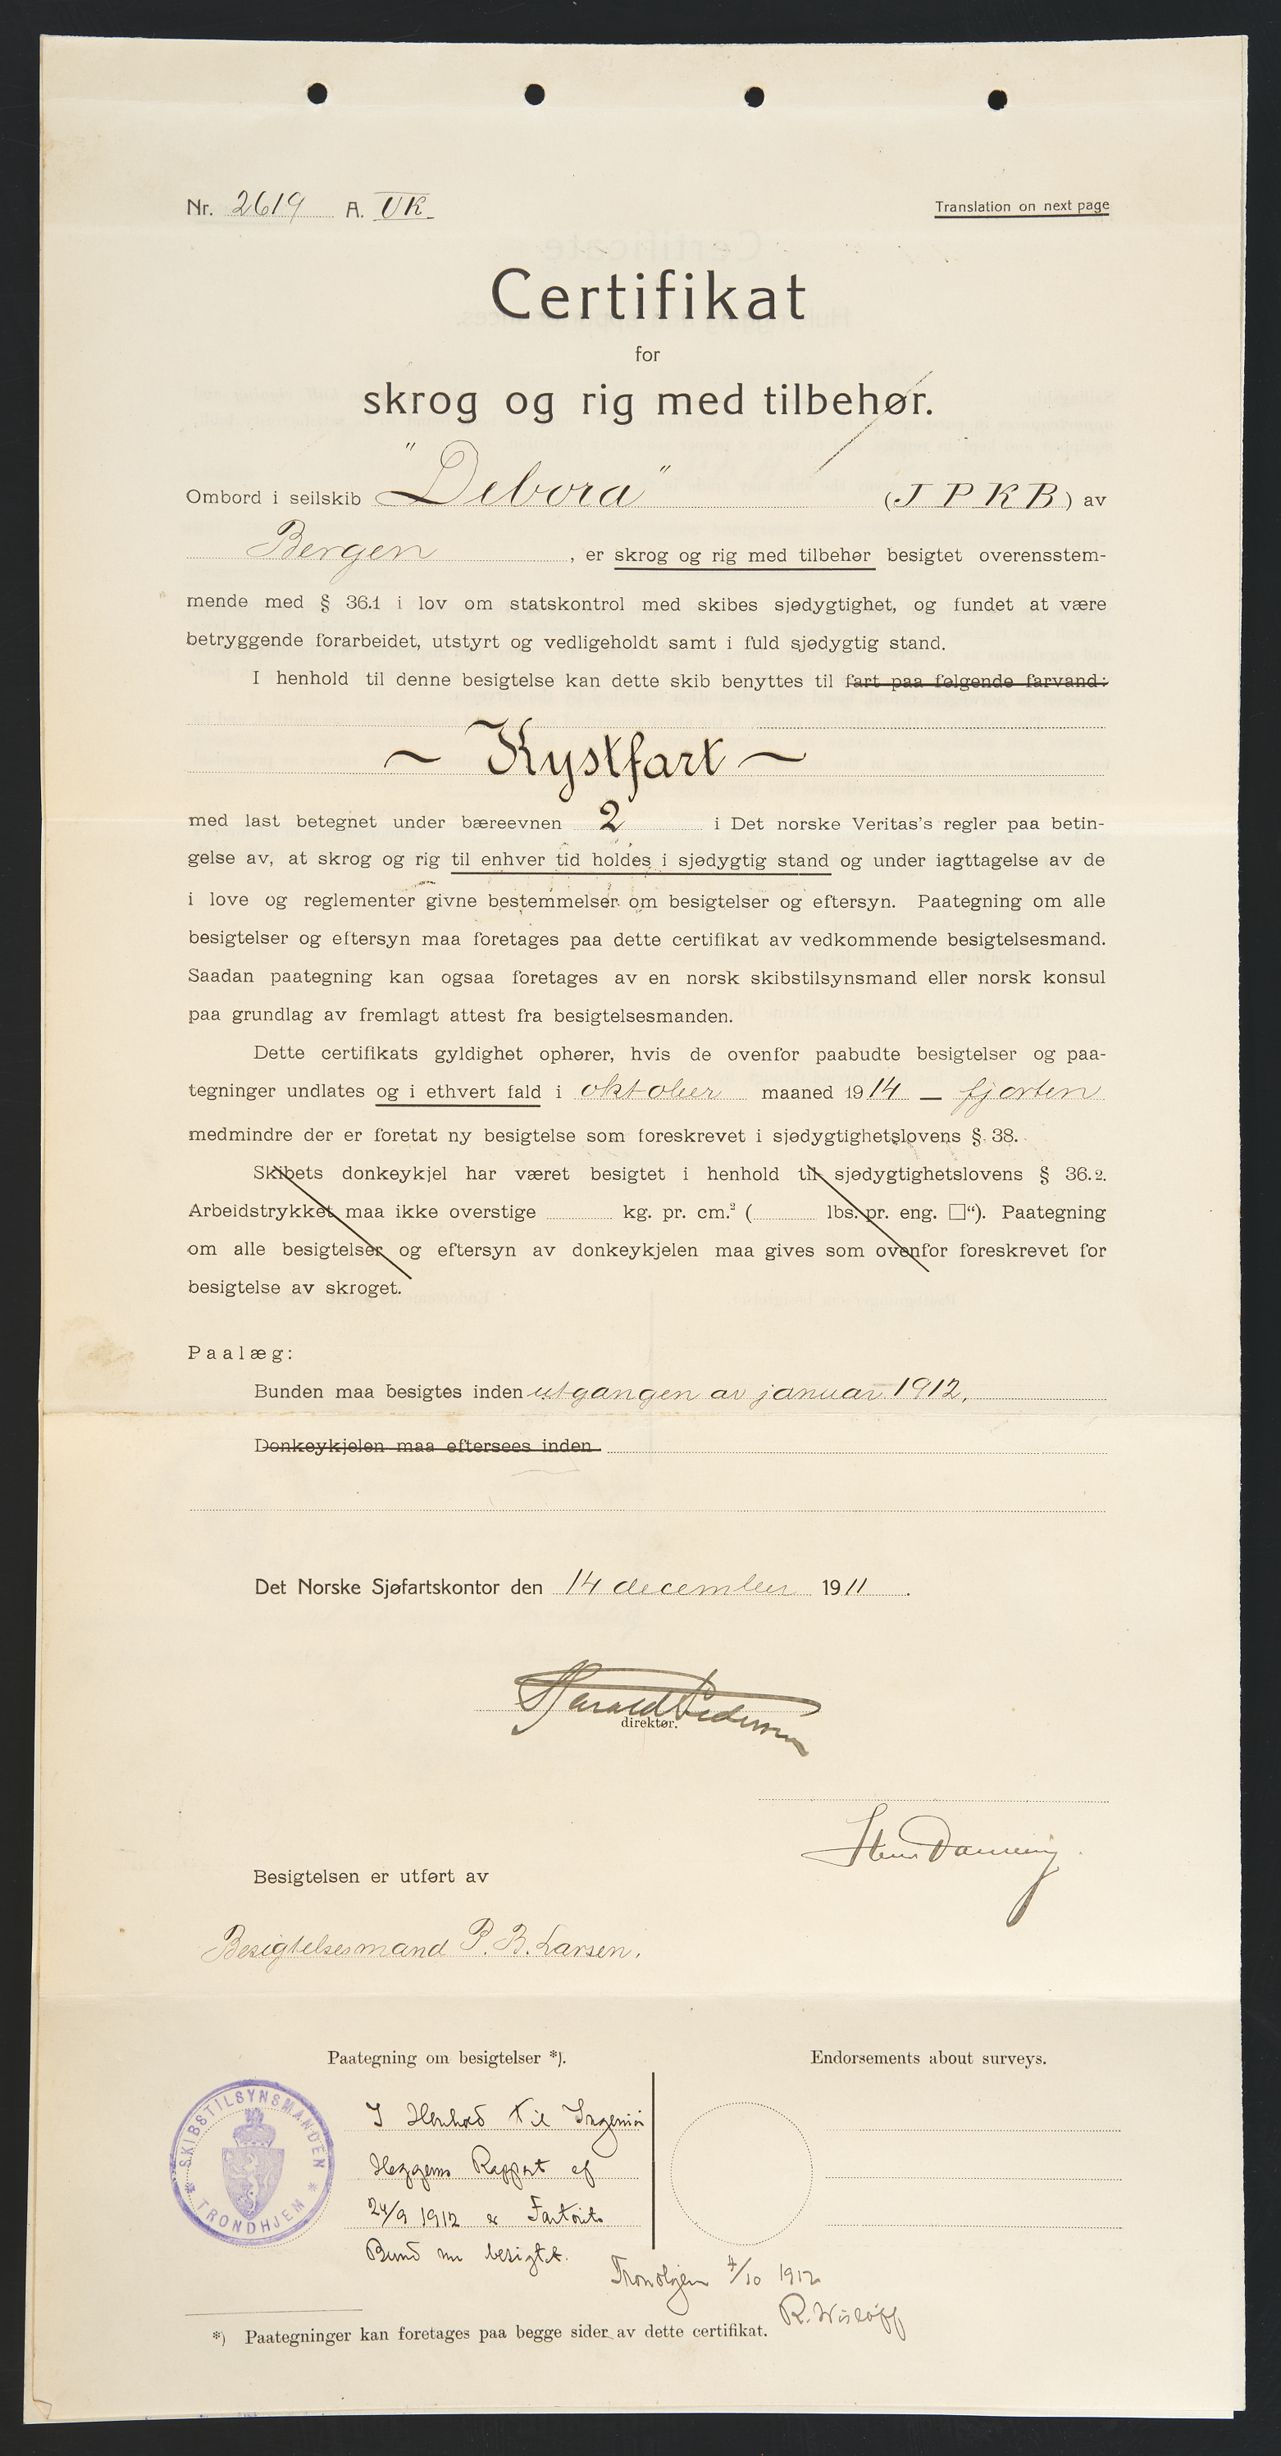 Nr. 2619 A. UK.
Translation on next page
Certifikat
for
skrog og rig med tilbehør.
Ombord i seilskib "Debora" (J P K B) av
Bergen, er skrog og rig med tilbehør besigtet overensstem-
mende med § 36.1 i lov om statskontrol med skibes sjødygtighet, og fundet at være
betryggende forarbeidet, utstyrt og vedligeholdt samt i fuld sjødygtig stand.
I henhold til denne besigtelse kan dette skib benyttes til fart paa følgende farvand:
~ Kystfart ~
med last betegnet under bæreevnen 2 i Det norske Veritas's regler paa betin-
gelse av, at skrog og rig til enhver tid holdes i sjødygtig stand og under iagttagelse av de
i love og reglementer givne bestemmelser om besigtelser og eftersyn. Paategning om alle
besigtelser og eftersyn maa foretages paa dette certifikat av vedkommende besigtelsesmand.
Saadan paategning kan ogsaa foretages av en norsk skibstilsynsmand eller norsk konsul
paa grundlag av fremlagt attest fra besigtelsesmanden.
Dette certifikats gyldighet ophører, hvis de ovenfor paabudte besigtelser og paa-
tegninger undlates og i ethvert fald i oktober maaned 1914 — fjorten
medmindre der er foretat ny besigtelse som foreskrevet i sjødygtighetslovens § 38.
Skibets donkeykjel har været besigtet i henhold til sjødygtighetslovens § 36.2.
Arbeidstrykket maa ikke overstige kg. pr. cm.² ( lbs. pr. eng. □"). Paategning
om alle besigtelser og eftersyn av donkeykjelen maa gives som ovenfor foreskrevet for
besigtelse av skroget.
Paalæg:
Bunden maa besigtes inden utgangen av januar 1912.
Donkeykjelen maa eftersees inden
Det Norske Sjøfartskontor den 14 december 1911.
Harald Pedersen
direktør.
Besigtelsen er utført av
Besigtelsesmand P. B. Larsen.
Paategning om besigtelser *).
Endorsements about surveys.
SKIBSTILSYNSMANDEN
* TRONDHJEM *
I Henhold til Ingeniør
Heggems Rapport af
24/9 1912 er Fartøiets
Bund nu besigtet.
Trondhjem 4/10 1912
R. Wisløff
*) Paategninger kan foretages paa begge sider av dette certifikat.